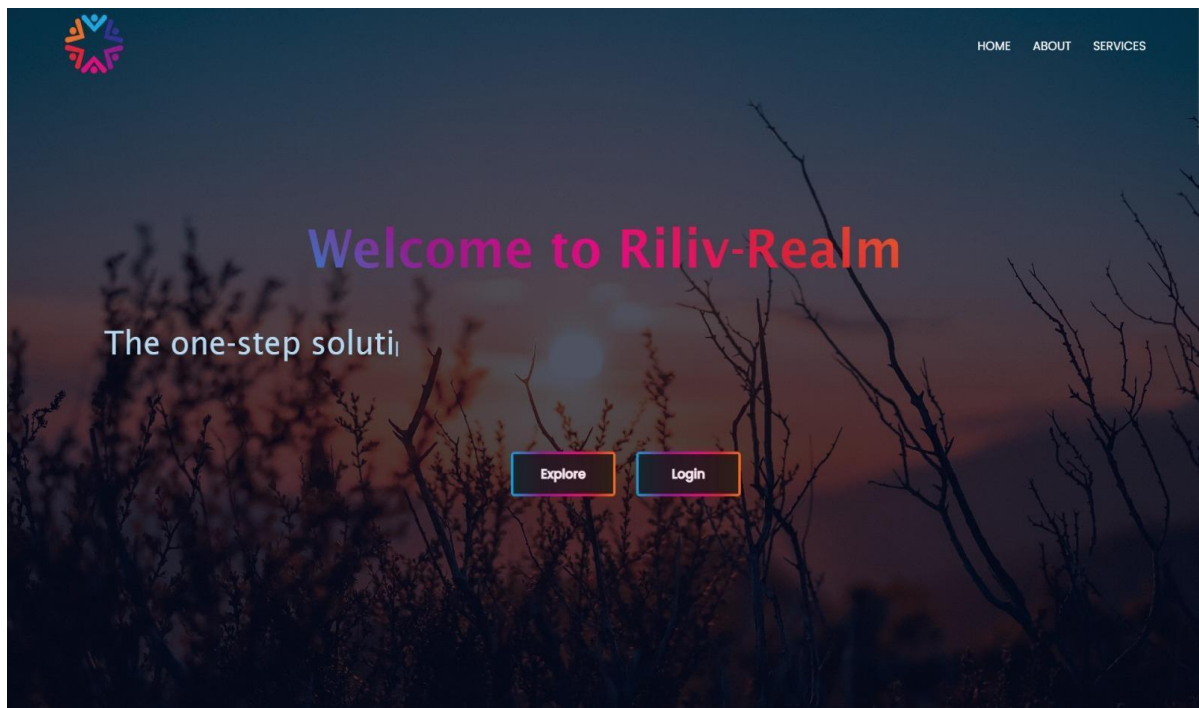 HOME ABOUT SERVICES
Welcome to Riliv-Realm
The one-step soluti
Explore Login